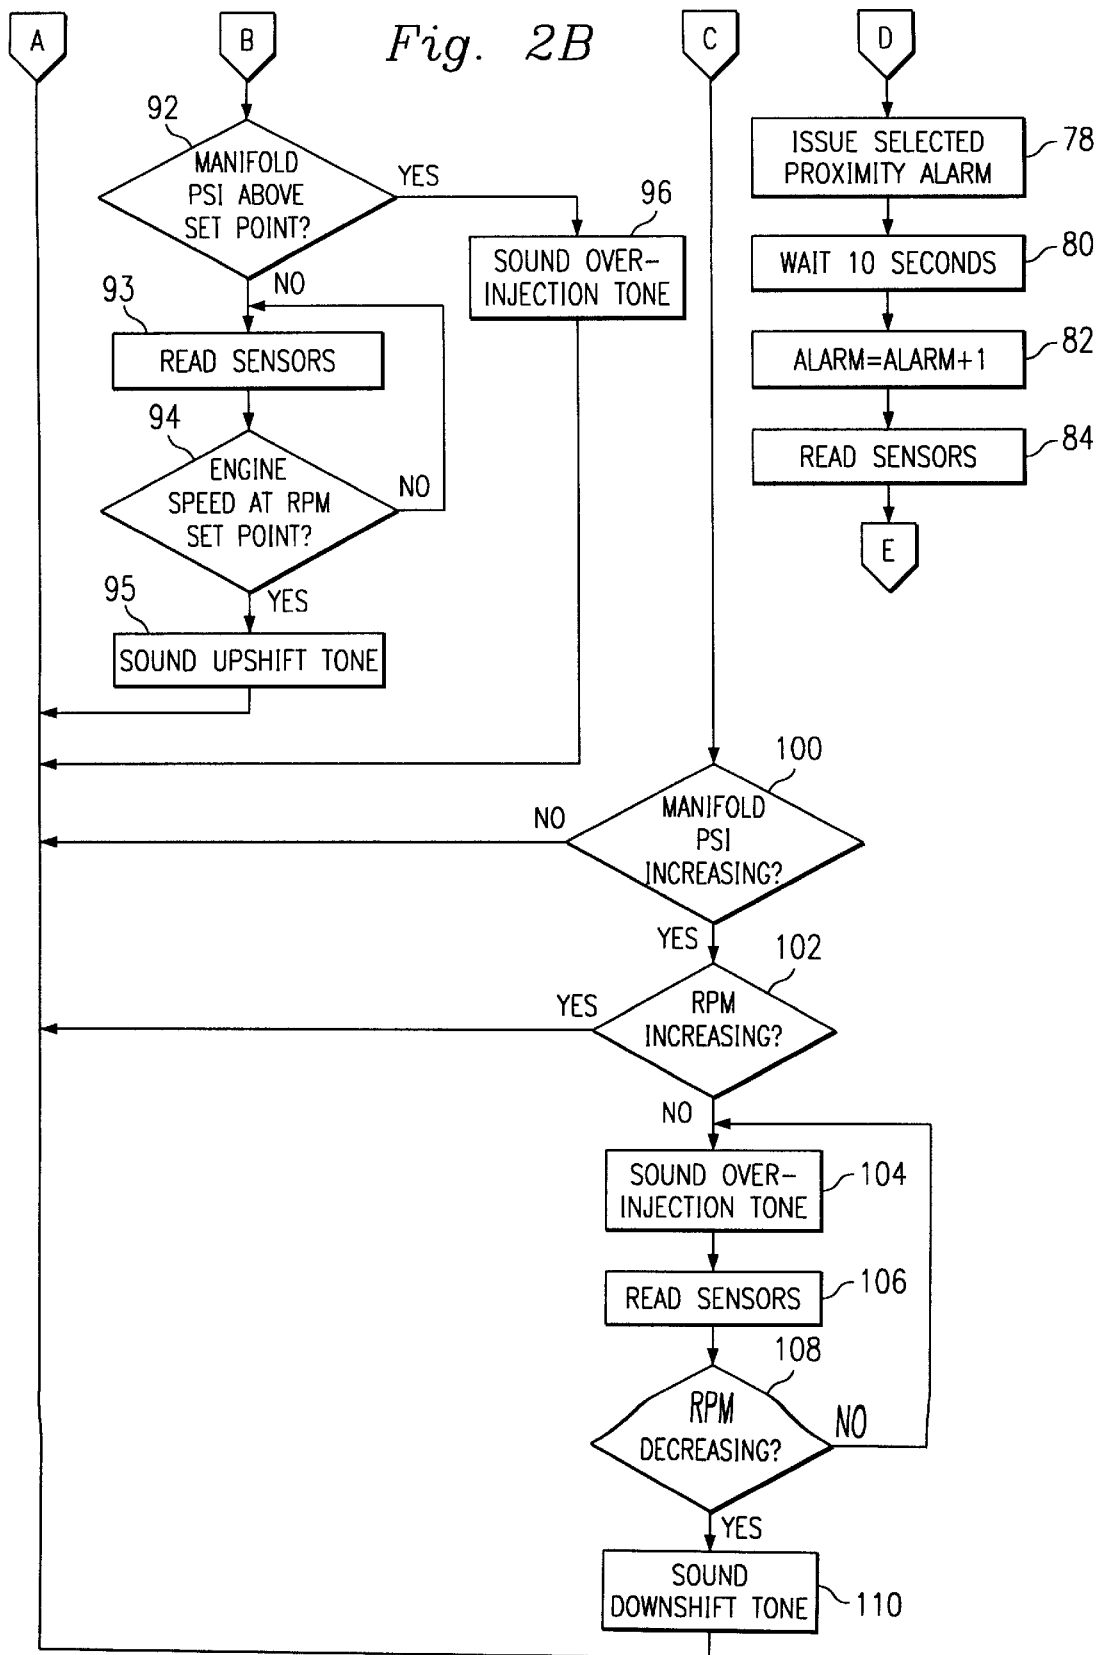 A
B
Fig. 2B
C
D
92
MANIFOLD
PSI ABOVE
SET POINT?
YES
NO
96
SOUND OVER-
INJECTION TONE
93
READ SENSORS
94
ENGINE
SPEED AT RPM
SET POINT?
NO
YES
95
SOUND UPSHIFT TONE
ISSUE SELECTED
PROXIMITY ALARM
78
WAIT 10 SECONDS
80
ALARM=ALARM+1
82
READ SENSORS
84
E
100
MANIFOLD
PSI
INCREASING?
NO
YES
102
RPM
INCREASING?
YES
NO
SOUND OVER-
INJECTION TONE
104
READ SENSORS
106
108
RPM
DECREASING?
NO
YES
SOUND
DOWNSHIFT TONE
110